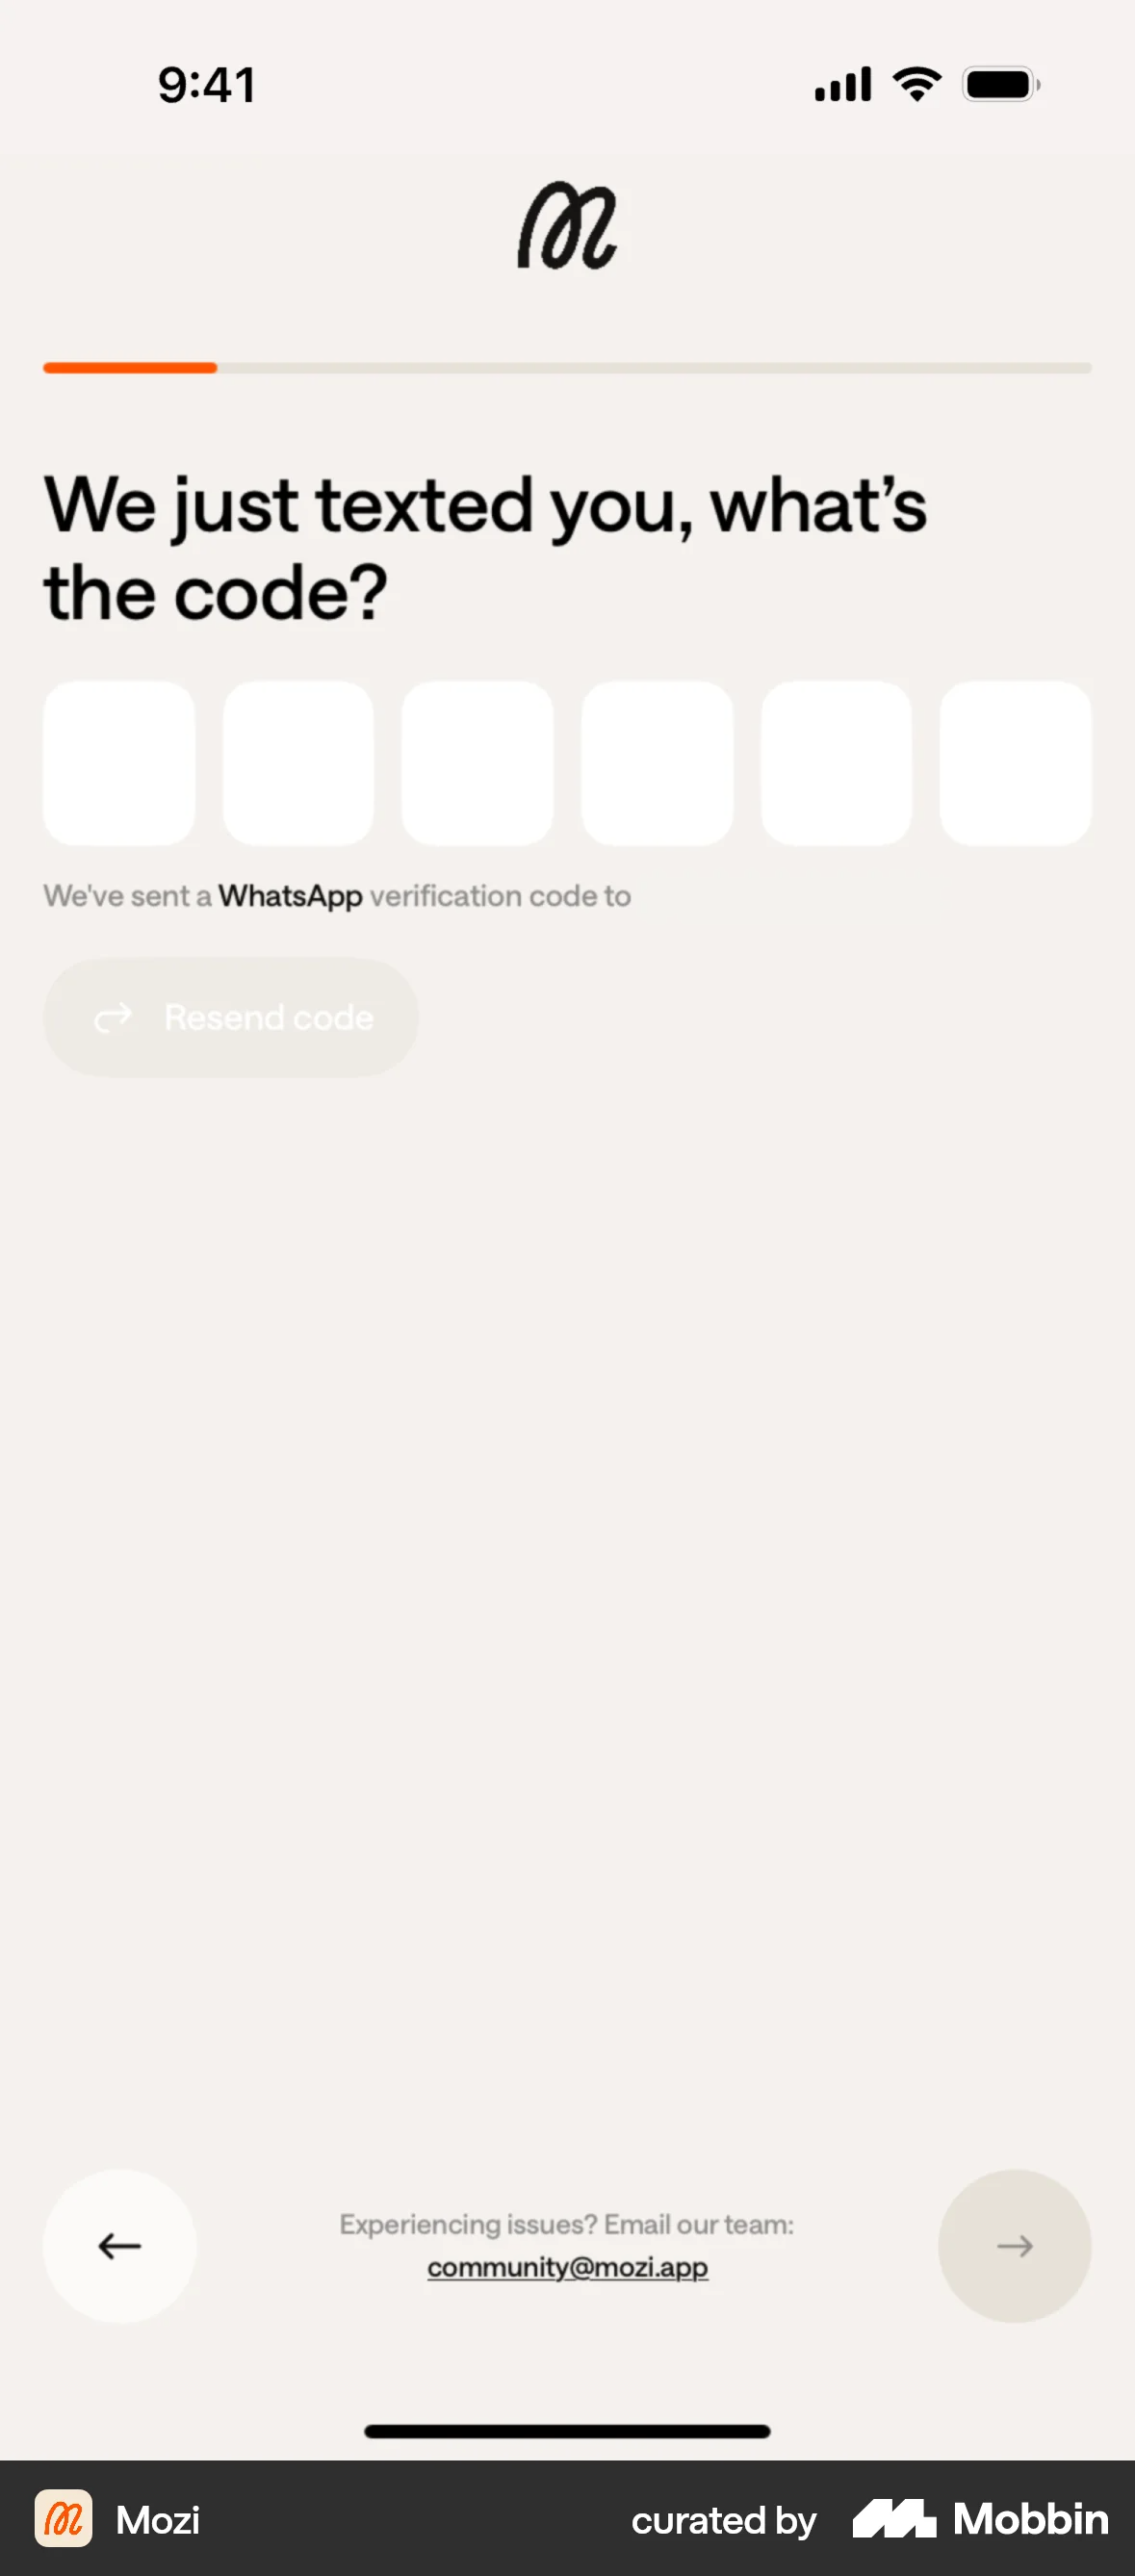 9:41
We just texted you, what’s
the code?
We've sent a WhatsApp verification code to
Resend code
Experiencing issues? Email our team:
community@mozi.app
Mozi
curated by Mobbin